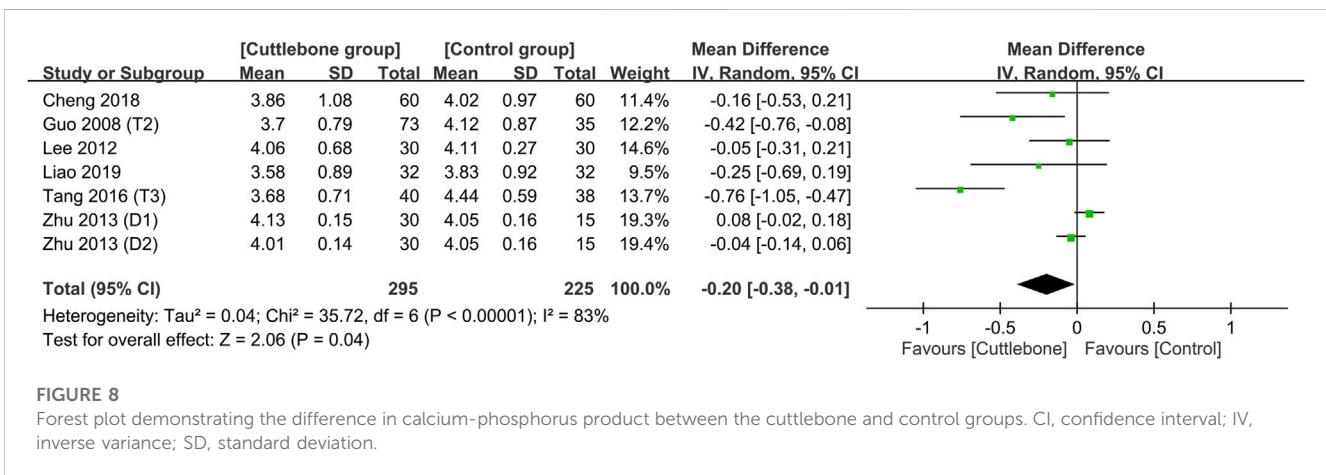 [Cuttlebone group] [Control group] Mean Difference Mean Difference
Study or Subgroup Mean SD Total Mean SD Total Weight IV, Random, 95% CI IV, Random, 95% CI
Cheng 2018 3.86 1.08 60 4.02 0.97 60 11.4% -0.16 [-0.53, 0.21]
Guo 2008 (T2) 3.7 0.79 73 4.12 0.87 35 12.2% -0.42 [-0.76, -0.08]
Lee 2012 4.06 0.68 30 4.11 0.27 30 14.6% -0.05 [-0.31, 0.21]
Liao 2019 3.58 0.89 32 3.83 0.92 32 9.5% -0.25 [-0.69, 0.19]
Tang 2016 (T3) 3.68 0.71 40 4.44 0.59 38 13.7% -0.76 [-1.05, -0.47]
Zhu 2013 (D1) 4.13 0.15 30 4.05 0.16 15 19.3% 0.08 [-0.02, 0.18]
Zhu 2013 (D2) 4.01 0.14 30 4.05 0.16 15 19.4% -0.04 [-0.14, 0.06]
Total (95% CI) 295 225 100.0% -0.20 [-0.38, -0.01]
Heterogeneity: Tau² = 0.04; Chi² = 35.72, df = 6 (P < 0.00001); I² = 83%
Test for overall effect: Z = 2.06 (P = 0.04)
-1 -0.5 0 0.5 1
Favours [Cuttlebone] Favours [Control]
FIGURE 8
Forest plot demonstrating the difference in calcium-phosphorus product between the cuttlebone and control groups. CI, confidence interval; IV,
inverse variance; SD, standard deviation.